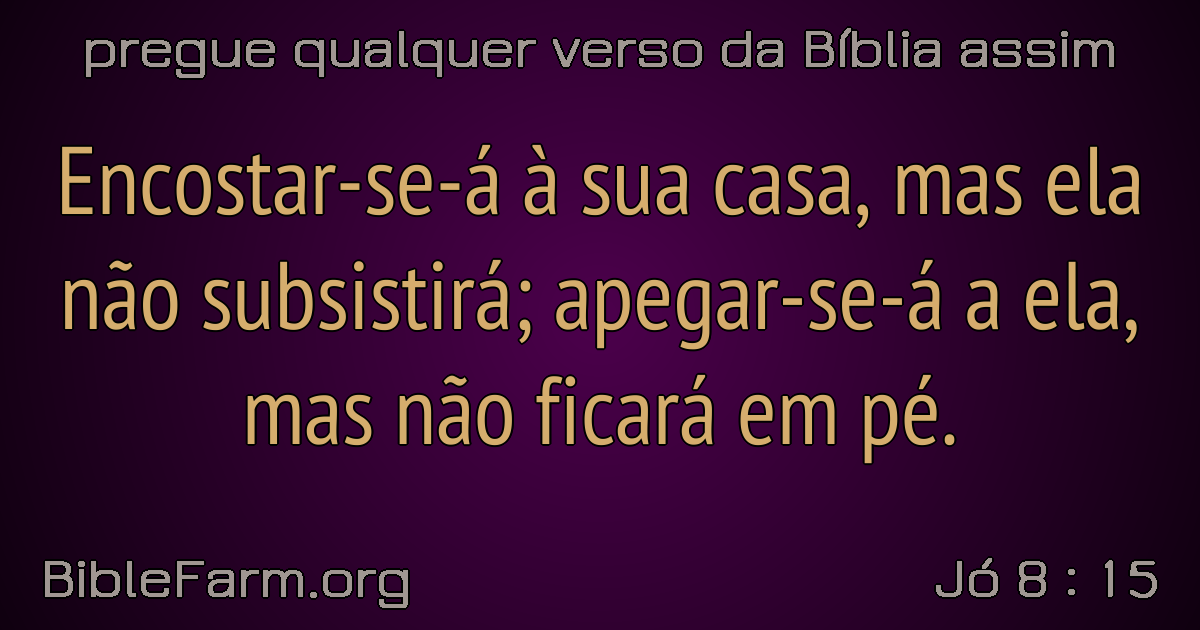 pregue qualquer verso da Bíblia assim
Encostar-se-á à sua casa, mas ela
não subsistirá; apegar-se-á a ela,
mas não ficará em pé.
BibleFarm.org
Jó 8 : 15